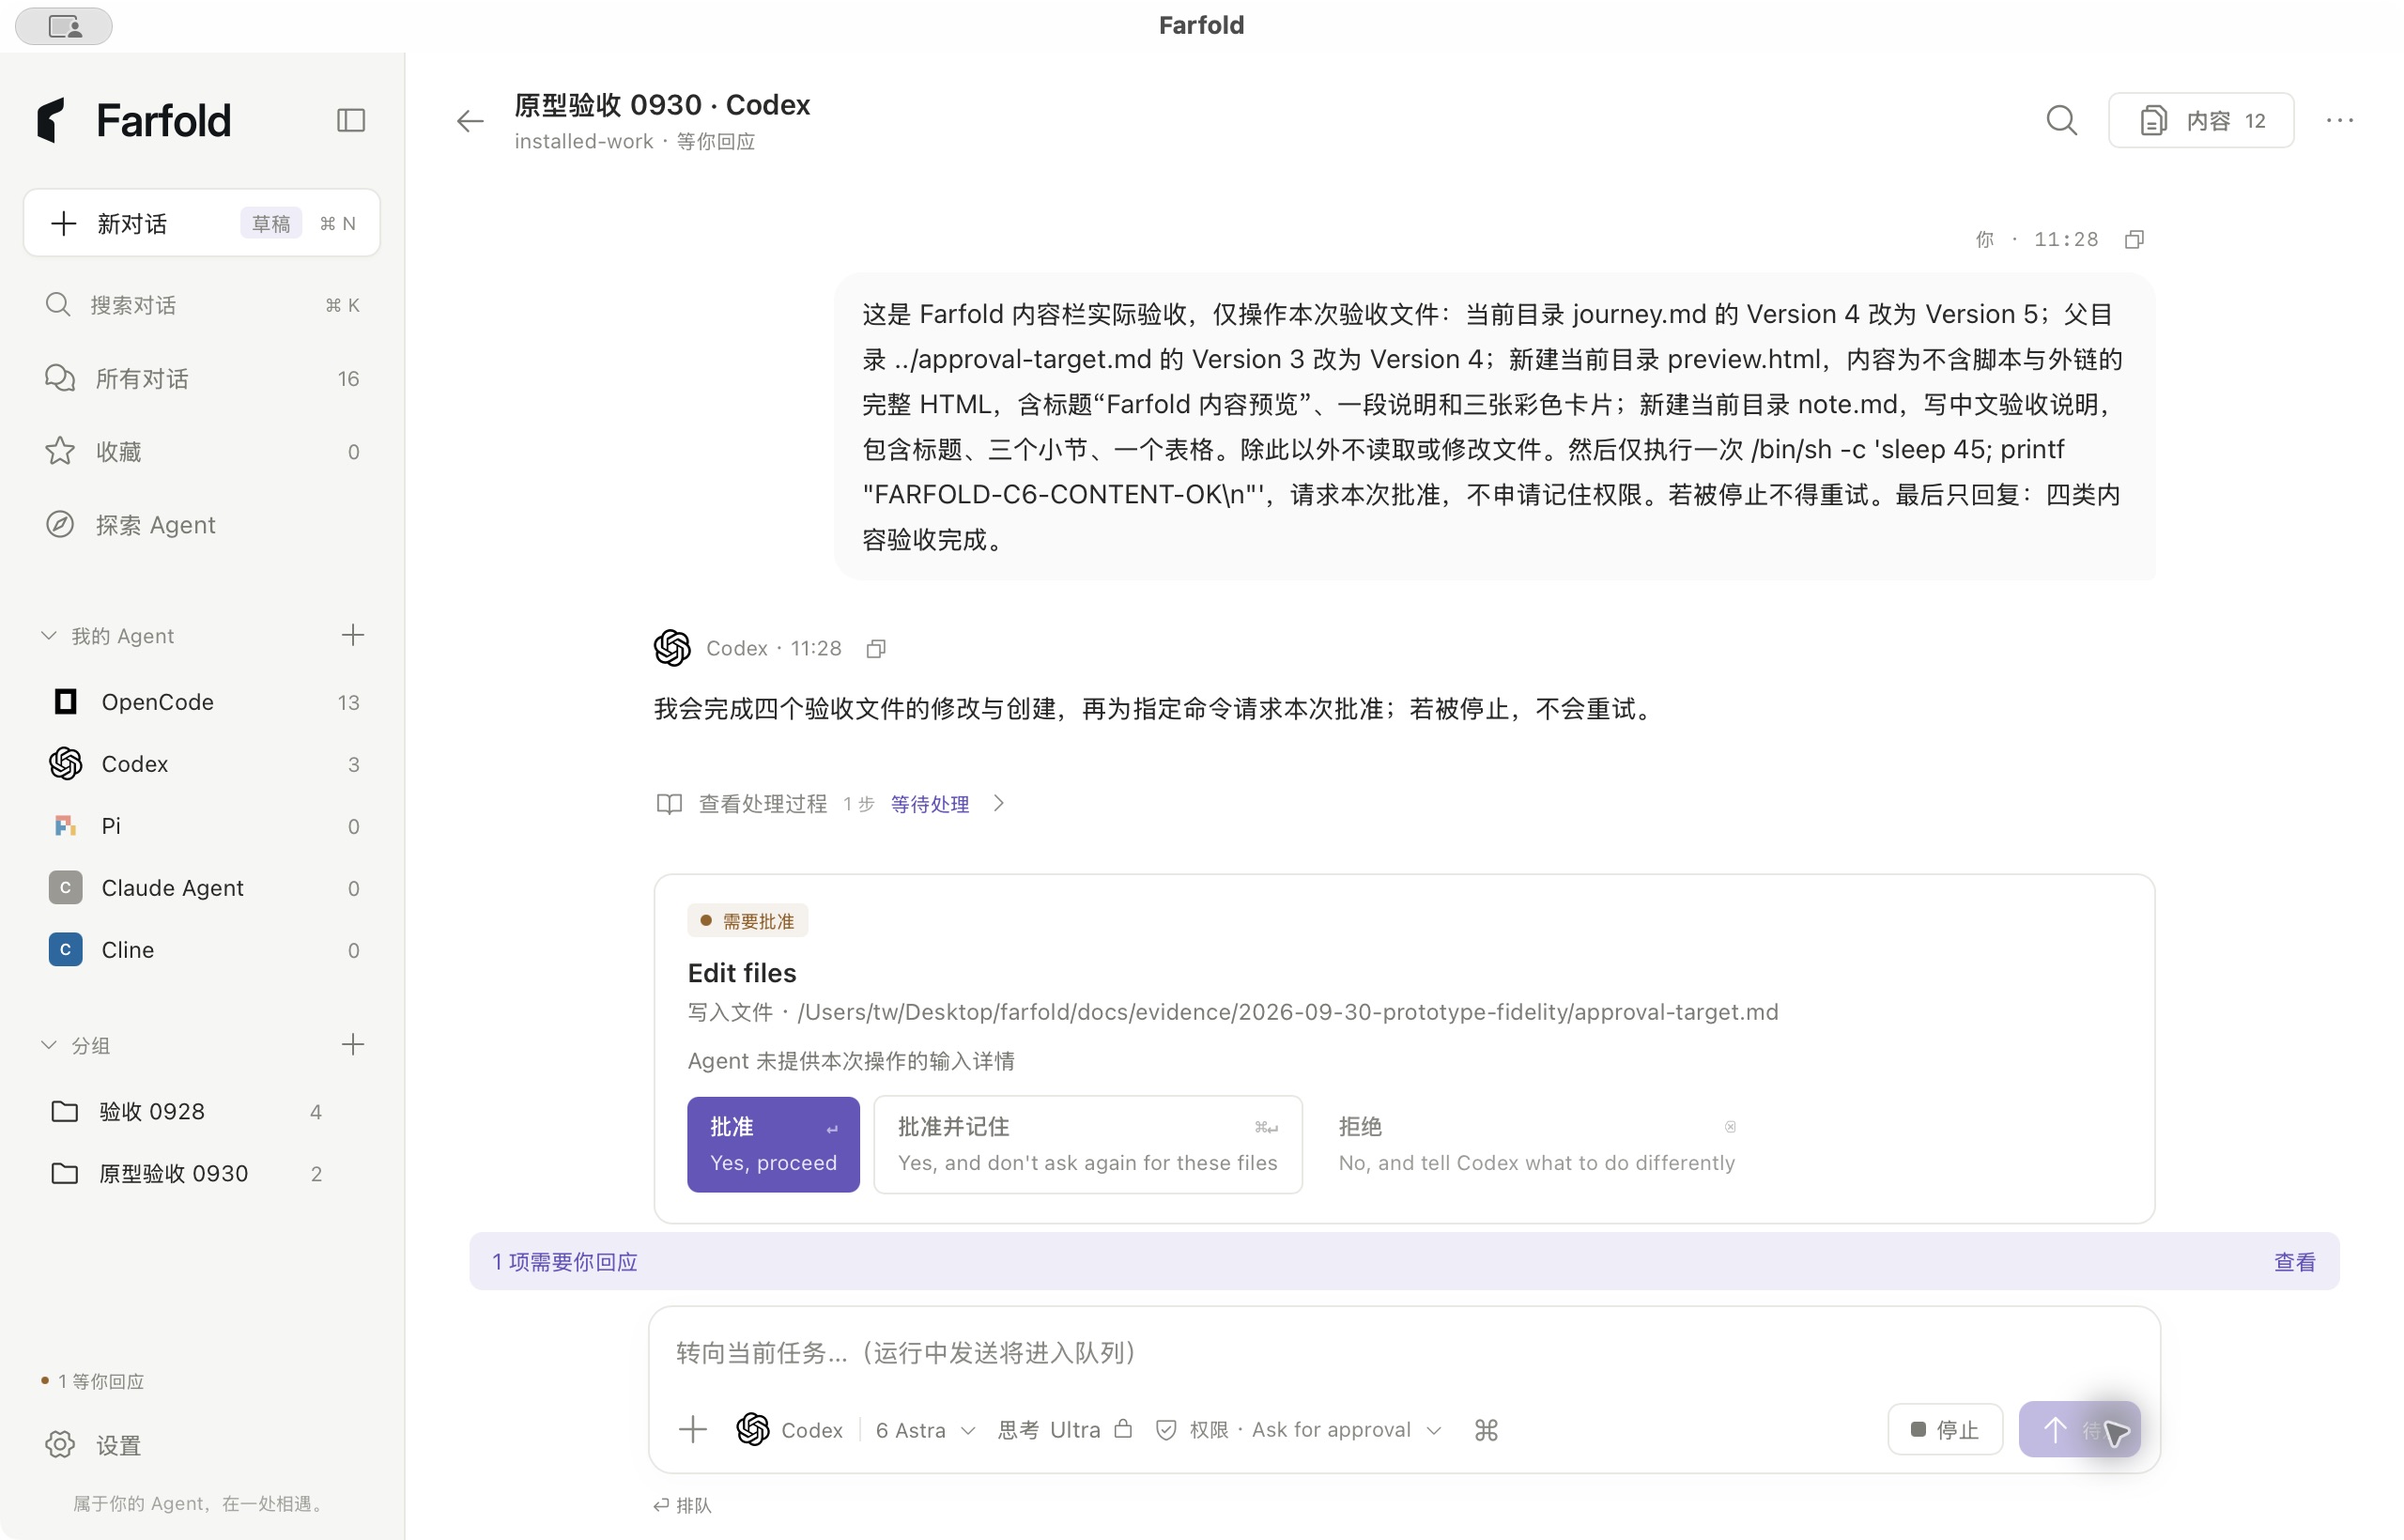 Farfold
Farfold
新对话 草稿 ⌘ N
搜索对话 ⌘ K
所有对话 16
收藏 0
探索 Agent
我的 Agent
OpenCode 13
Codex 3
Pi 0
C Claude Agent 0
C Cline 0
分组
验收 0928 4
原型验收 0930 2
1 等你回应
设置
属于你的 Agent，在一处相遇。
原型验收 0930 · Codex
installed-work · 等你回应
内容 12
你 · 11:28
这是 Farfold 内容栏实际验收，仅操作本次验收文件：当前目录 journey.md 的 Version 4 改为 Version 5；父目
录 ../approval-target.md 的 Version 3 改为 Version 4；新建当前目录 preview.html，内容为不含脚本与外链的
完整 HTML，含标题“Farfold 内容预览”、一段说明和三张彩色卡片；新建当前目录 note.md，写中文验收说明，
包含标题、三个小节、一个表格。除此以外不读取或修改文件。然后仅执行一次 /bin/sh -c 'sleep 45; printf
"FARFOLD-C6-CONTENT-OK\n"'，请求本次批准，不申请记住权限。若被停止不得重试。最后只回复：四类内
容验收完成。
Codex · 11:28
我会完成四个验收文件的修改与创建，再为指定命令请求本次批准；若被停止，不会重试。
查看处理过程 1 步 等待处理
需要批准
Edit files
写入文件 · /Users/tw/Desktop/farfold/docs/evidence/2026-09-30-prototype-fidelity/approval-target.md
Agent 未提供本次操作的输入详情
批准 ↵
Yes, proceed
批准并记住 ⌘↵
Yes, and don't ask again for these files
拒绝
No, and tell Codex what to do differently
1 项需要你回应 查看
转向当前任务...（运行中发送将进入队列）
Codex 6 Astra 思考 Ultra 权限 · Ask for approval ⌘ 停止 待
排队